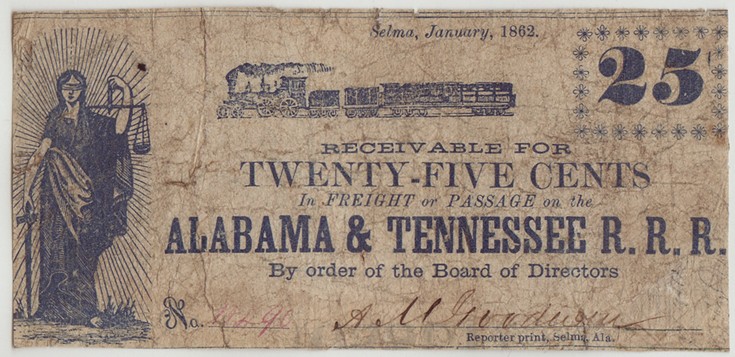 Selma, January, 1862.
25
RECEIVABLE FOR
TWENTY-FIVE CENTS
In FREIGHT or PASSAGE on the
ALABAMA & TENNESSEE R. R. R.
By order of the Board of Directors
No.
A. M. Goodwin
Reporter print, Selma, Ala.